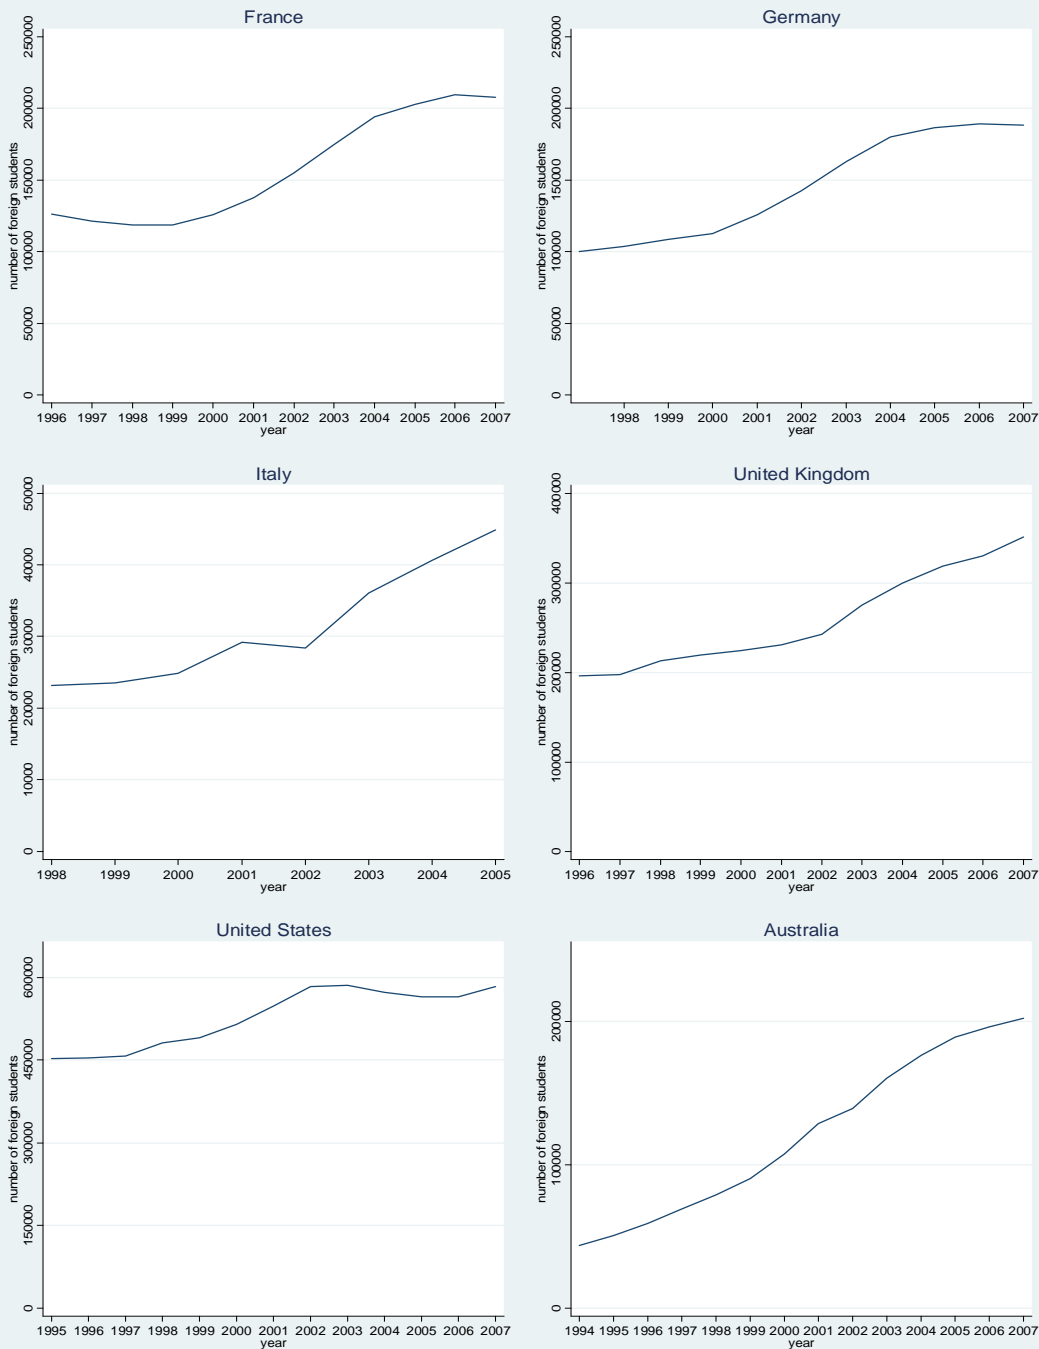 France
number of foreign students
250000
200000
150000
100000
50000
0
1996 1997 1998 1999 2000 2001 2002 2003 2004 2005 2006 2007
year
Germany
number of foreign students
250000
200000
150000
100000
50000
0
1998 1999 2000 2001 2002 2003 2004 2005 2006 2007
year
Italy
number of foreign students
50000
40000
30000
20000
10000
0
1998 1999 2000 2001 2002 2003 2004 2005
year
United Kingdom
number of foreign students
400000
300000
200000
100000
0
1996 1997 1998 1999 2000 2001 2002 2003 2004 2005 2006 2007
year
United States
number of foreign students
600000
450000
300000
150000
0
1995 1996 1997 1998 1999 2000 2001 2002 2003 2004 2005 2006 2007
year
Australia
number of foreign students
200000
100000
0
1994 1995 1996 1997 1998 1999 2000 2001 2002 2003 2004 2005 2006 2007
year